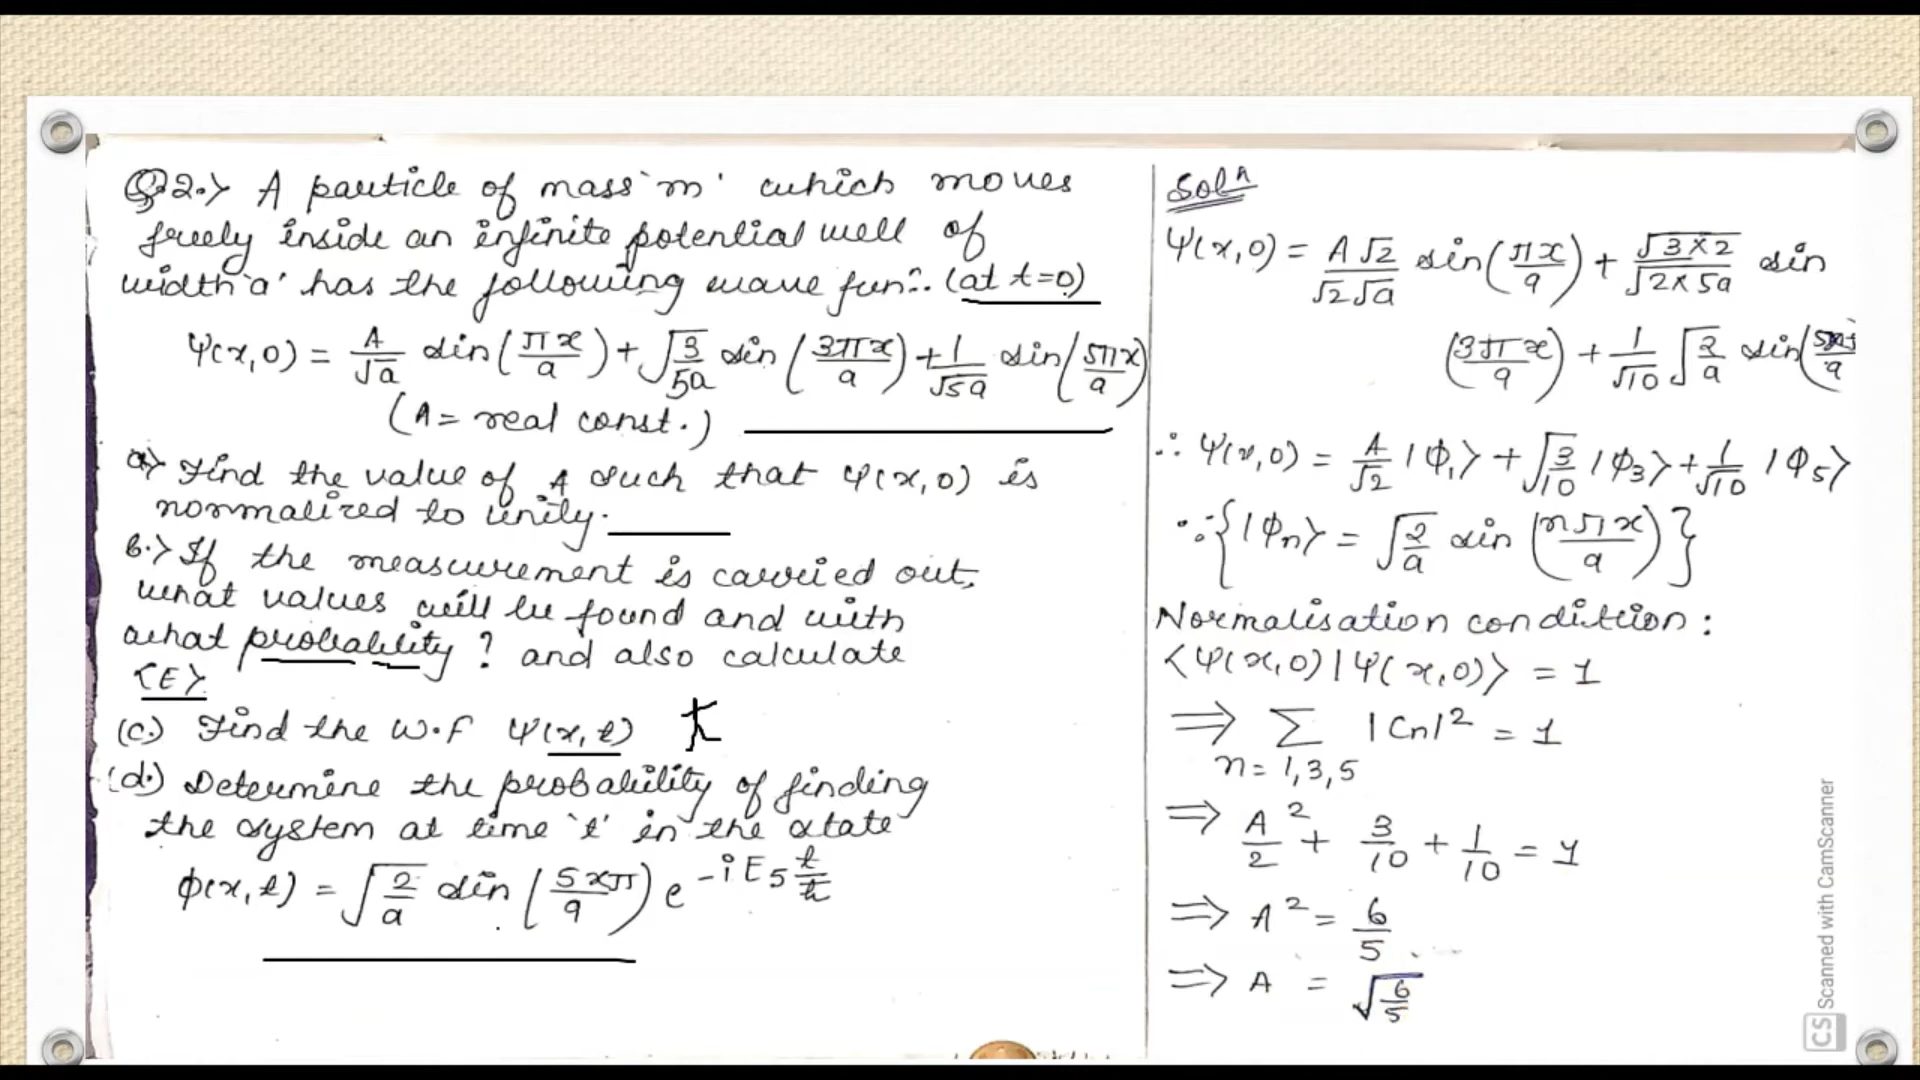 Q.2.> A particle of mass 'm' which moves
freely inside an infinite potential well of
width 'a' has the following wave fun:. (at t=0)
Ψ(x,0) = A/√a sin(πx/a) + √(3/5a) sin(3πx/a) + 1/√5a sin(5πx/a)
(A = real const.)
a> Find the value of A such that Ψ(x,0) is
normalized to unity.
b.> If the measurement is carried out,
what values will be found and with
what probability? and also calculate
<E>.
(c.) Find the W.f Ψ(x,t) ℏ
(d.) Determine the probability of finding
the system at time 't' in the state
ϕ(x,t) = √(2/a) sin(5xπ/a) e^(-iE5 t/ℏ)
Solⁿ
Ψ(x,0) = A√2/√2√a sin(πx/a) + √(3×2)/√(2×5a) sin
(3πx/a) + 1/√10 √(2/a) sin(5πx/a)
∴ Ψ(x,0) = A/√2 |ϕ1> + √(3/10) |ϕ3> + 1/√10 |ϕ5>
∵ {|ϕn> = √(2/a) sin(nπx/a)}
Normalisation condition :
<Ψ(x,0)|Ψ(x,0)> = 1
⟹ Σ |Cn|² = 1
n = 1,3,5
⟹ A²/2 + 3/10 + 1/10 = 1
⟹ A² = 6/5
⟹ A = √(6/5)
Scanned with CamScanner
CS